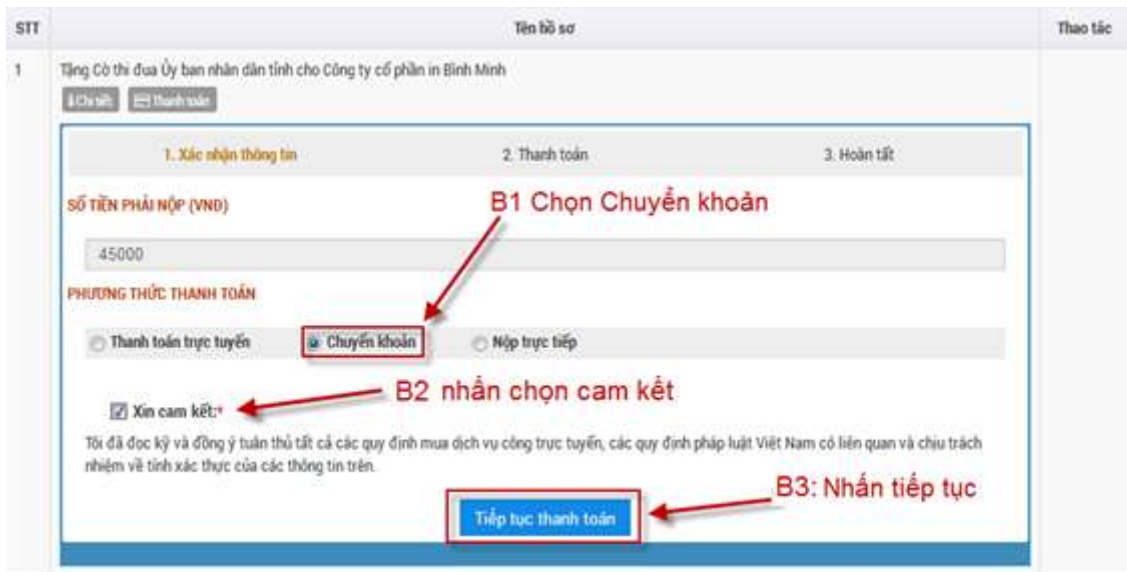 STT Tên hồ sơ Thao tác
1 Tặng Cờ thi đua Ủy ban nhân dân tỉnh cho Công ty cổ phần in Bình Minh
Chi tiết Thanh toán
1. Xác nhận thông tin 2. Thanh toán 3. Hoàn tất
SỐ TIỀN PHẢI NỘP (VNĐ) B1 Chọn Chuyển khoản
45000
PHƯƠNG THỨC THANH TOÁN
Thanh toán trực tuyến Chuyển khoản Nộp trực tiếp
B2 nhấn chọn cam kết
Xin cam kết:*
Tôi đã đọc kỹ và đồng ý tuân thủ tất cả các quy định mua dịch vụ công trực tuyến, các quy định pháp luật Việt Nam có liên quan và chịu trách
nhiệm về tính xác thực của các thông tin trên.
B3: Nhấn tiếp tục
Tiếp tục thanh toán